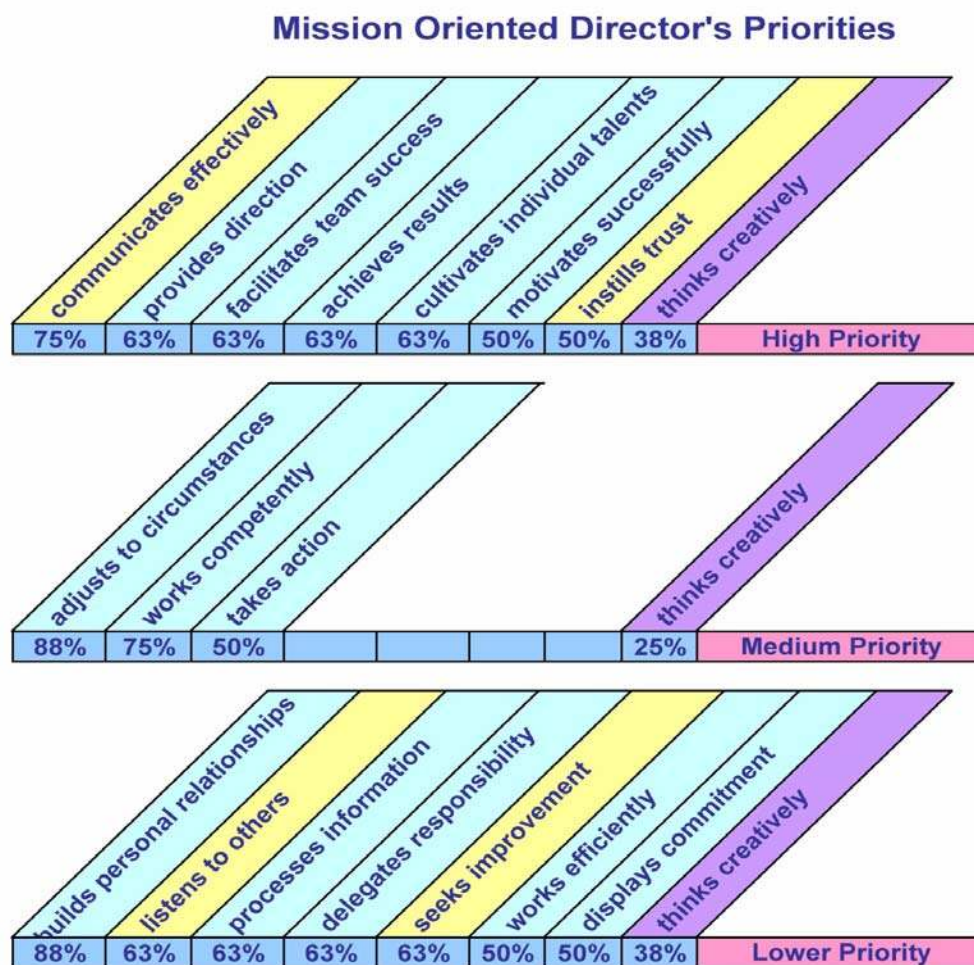 Mission Oriented Director's Priorities
communicates effectively
provides direction
facilitates team success
achieves results
cultivates individual talents
motivates successfully
instills trust
thinks creatively
75% 63% 63% 63% 63% 50% 50% 38% High Priority
adjusts to circumstances
works competently
takes action
thinks creatively
88% 75% 50% 25% Medium Priority
builds personal relationships
listens to others
processes information
delegates responsibility
seeks improvement
works efficiently
displays commitment
thinks creatively
88% 63% 63% 63% 63% 50% 50% 38% Lower Priority